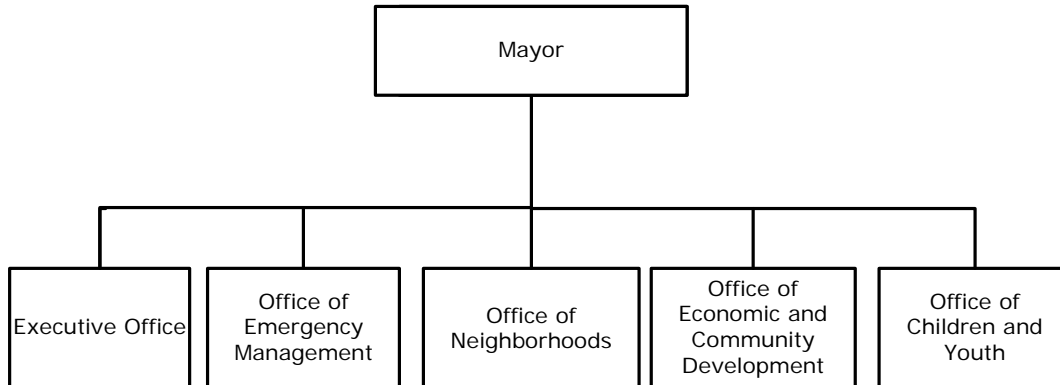 Mayor
Executive Office
Office of
Emergency
Management
Office of
Neighborhoods
Office of
Economic and
Community
Development
Office of
Children and
Youth